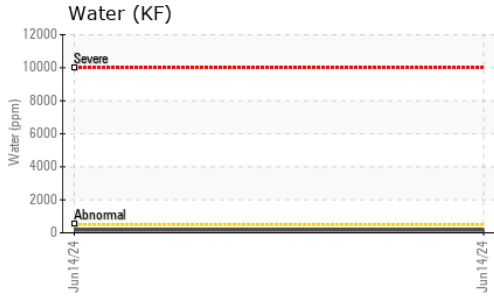 Water (KF)
12000
Severe
10000
8000
Water (ppm)
6000
4000
2000
Abnormal
0
Jun14/24
Jun14/24